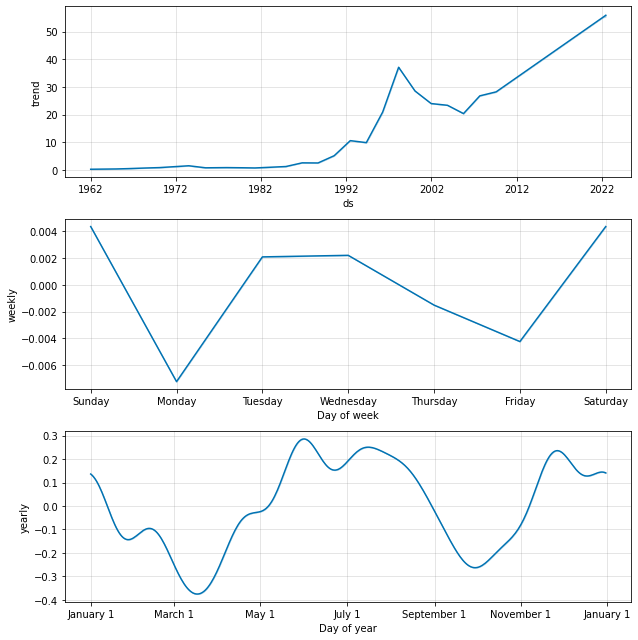 50
40
30
20
10
0
trend
1962 1972 1982 1992 2002 2012 2022
ds
0.004
0.002
0.000
−0.002
−0.004
−0.006
weekly
Sunday Monday Tuesday Wednesday Thursday Friday Saturday
Day of week
0.3
0.2
0.1
0.0
−0.1
−0.2
−0.3
−0.4
yearly
January 1 March 1 May 1 July 1 September 1 November 1 January 1
Day of year